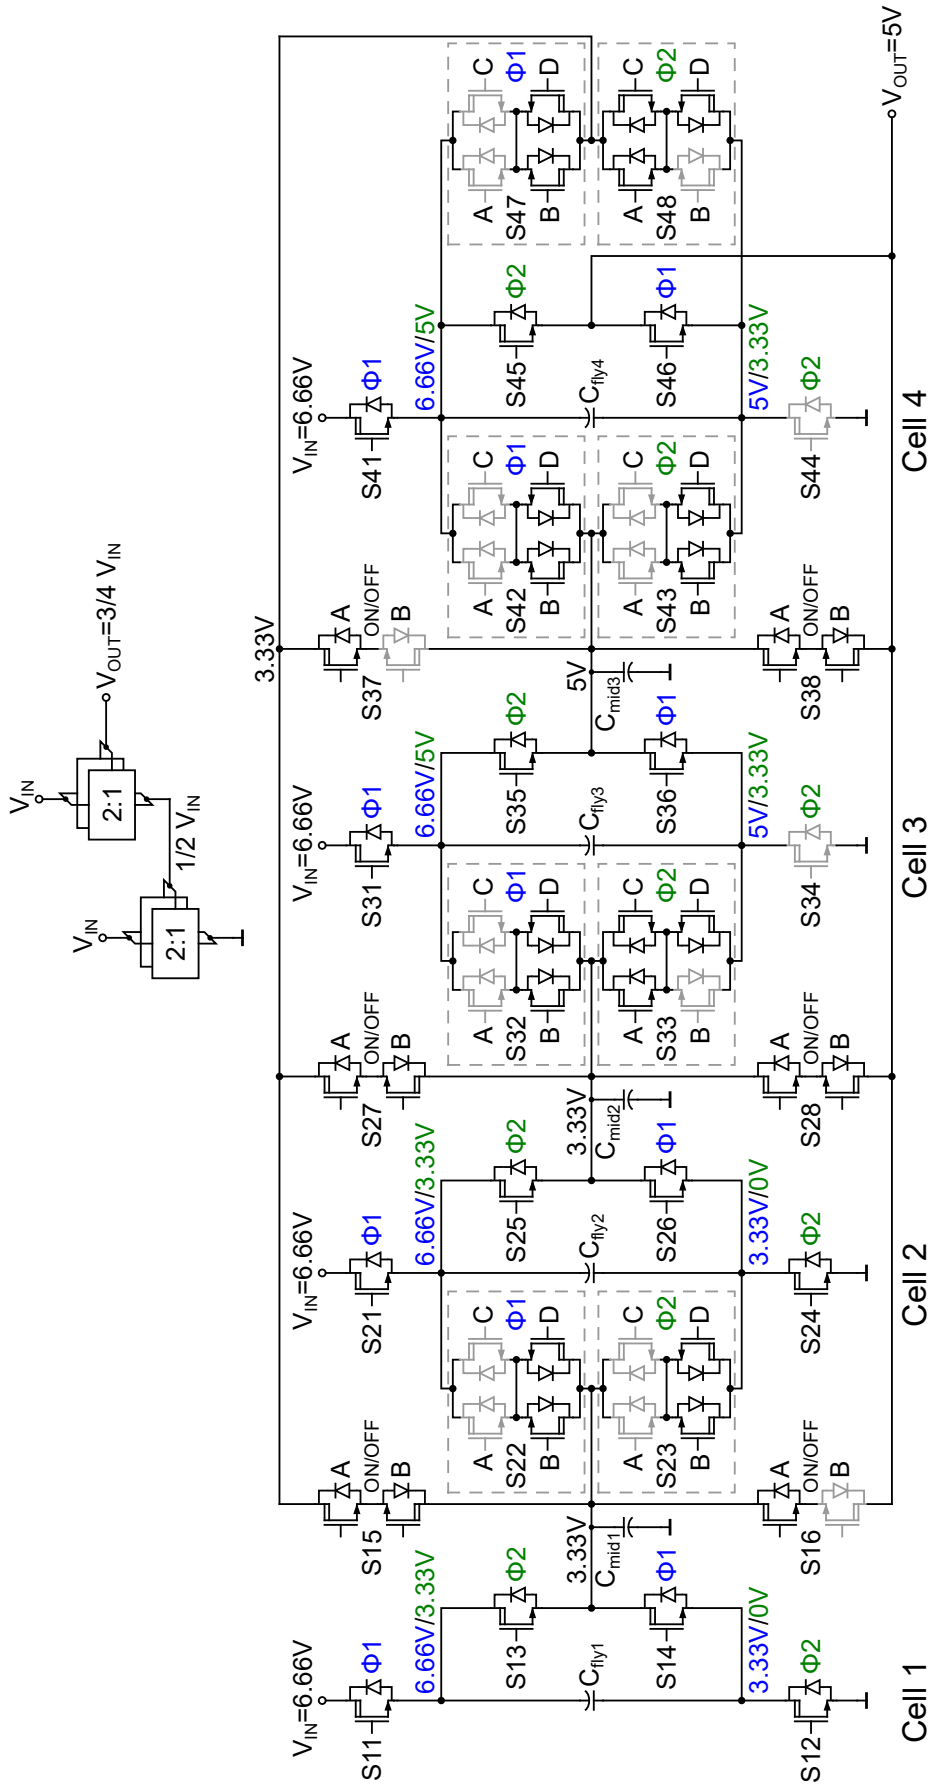 V_IN
2:1
1/2 V_IN
V_IN
2:1
V_OUT=3/4 V_IN
3.33V
V_IN=6.66V
S11 Φ1
6.66V/3.33V
S13 Φ2
C_fly1
3.33V
C_mid1
S14 Φ1
3.33V/0V
S12 Φ2
Cell 1
S15 A
ON/OFF
B
S16 A
ON/OFF
B
V_IN=6.66V
S21 Φ1
6.66V/3.33V
A C
S22 Φ1
B D
A C
S23 Φ2
B D
C_fly2
S25 Φ2
3.33V
C_mid2
S26 Φ1
3.33V/0V
S24 Φ2
Cell 2
S27 A
ON/OFF
B
S28 A
ON/OFF
B
V_IN=6.66V
S31 Φ1
6.66V/5V
A C
S32 Φ1
B D
A C
S33 Φ2
B D
C_fly3
S35 Φ2
5V
C_mid3
S36 Φ1
5V/3.33V
S34 Φ2
Cell 3
S37 A
ON/OFF
B
S38 A
ON/OFF
B
V_IN=6.66V
S41 Φ1
6.66V/5V
A C
S42 Φ1
B D
A C
S43 Φ2
B D
C_fly4
S45 Φ2
S46 Φ1
5V/3.33V
S44 Φ2
Cell 4
A C
S47 Φ1
B D
A C
S48 Φ2
B D
V_OUT=5V